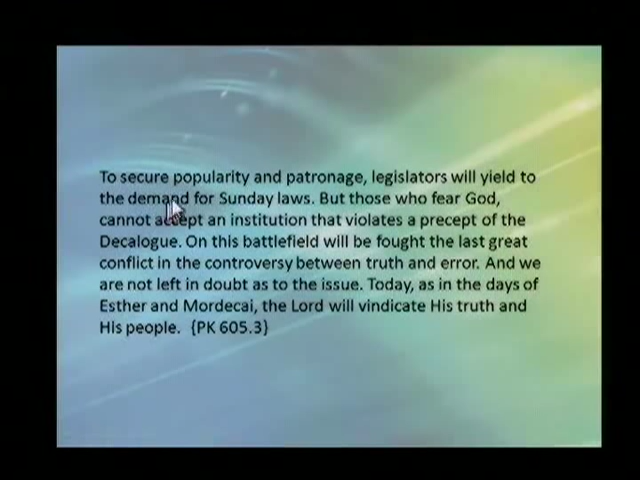 To secure popularity and patronage, legislators will yield to
the demand for Sunday laws. But those who fear God,
cannot accept an institution that violates a precept of the
Decalogue. On this battlefield will be fought the last great
conflict in the controversy between truth and error. And we
are not left in doubt as to the issue. Today, as in the days of
Esther and Mordecai, the Lord will vindicate His truth and
His people.  {PK 605.3}